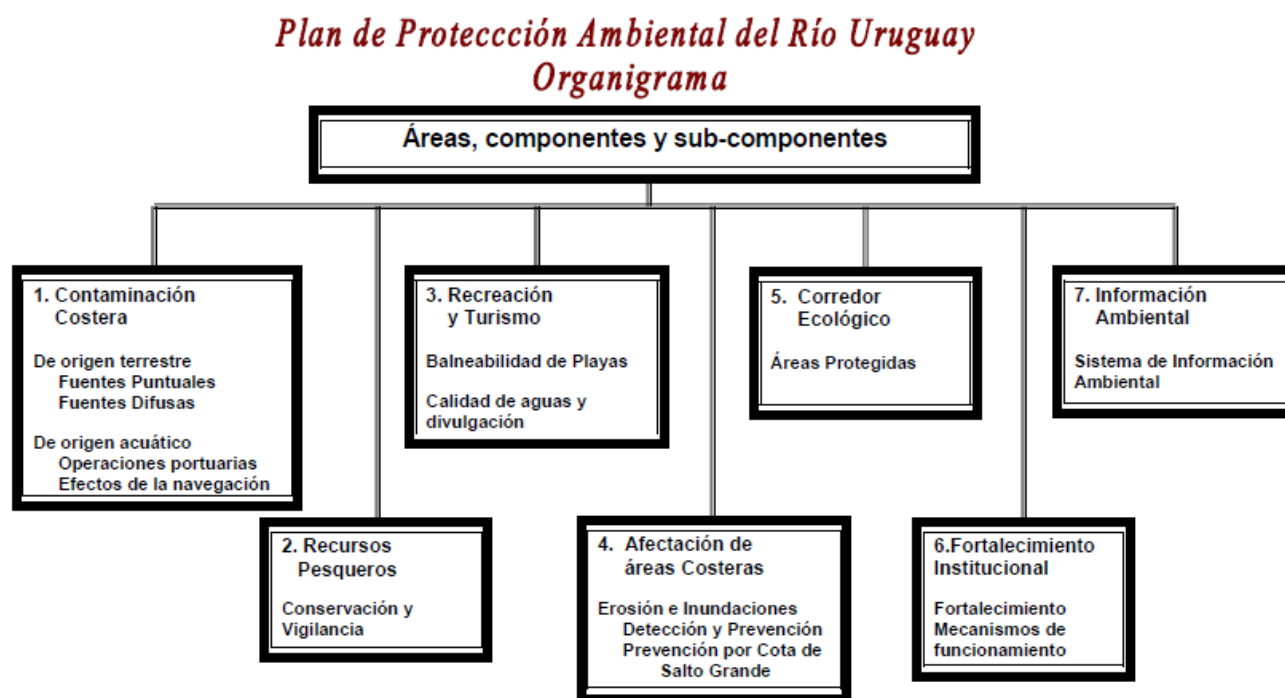 Plan de Proteccción Ambiental del Río Uruguay
Organigrama
Áreas, componentes y sub-componentes
1. Contaminación
Costera
De origen terrestre
Fuentes Puntuales
Fuentes Difusas
De origen acuático
Operaciones portuarias
Efectos de la navegación
2. Recursos
Pesqueros
Conservación y
Vigilancia
3. Recreación
y Turismo
Balneabilidad de Playas
Calidad de aguas y
divulgación
4. Afectación de
áreas Costeras
Erosión e Inundaciones
Detección y Prevención
Prevención por Cota de
Salto Grande
5. Corredor
Ecológico
Áreas Protegidas
6.Fortalecimiento
Institucional
Fortalecimiento
Mecanismos de
funcionamiento
7. Información
Ambiental
Sistema de Información
Ambiental